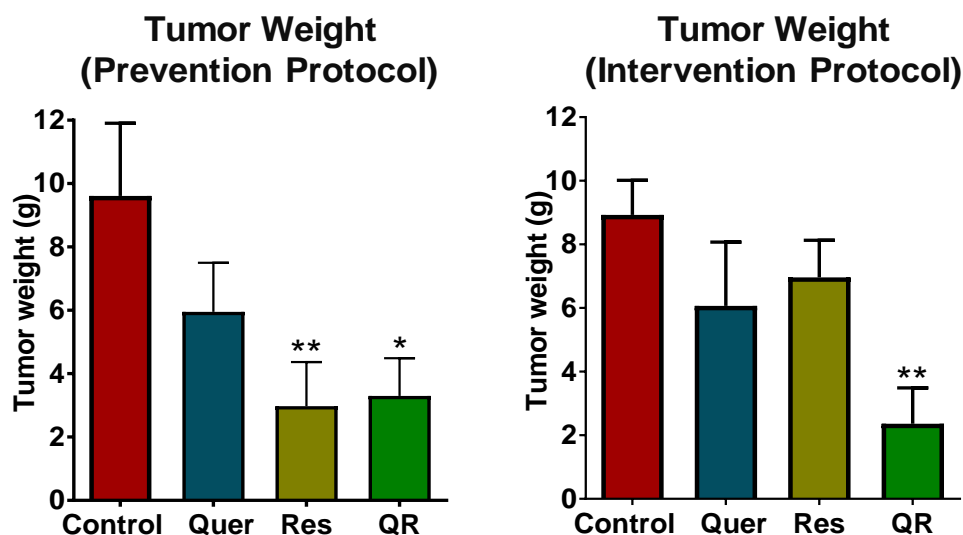 Tumor Weight
(Prevention Protocol)
Tumor weight (g)
12
10
8
6
4
2
0
**
*
Control Quer Res QR
Tumor Weight
(Intervention Protocol)
Tumor weight (g)
12
10
8
6
4
2
0
**
Control Quer Res QR